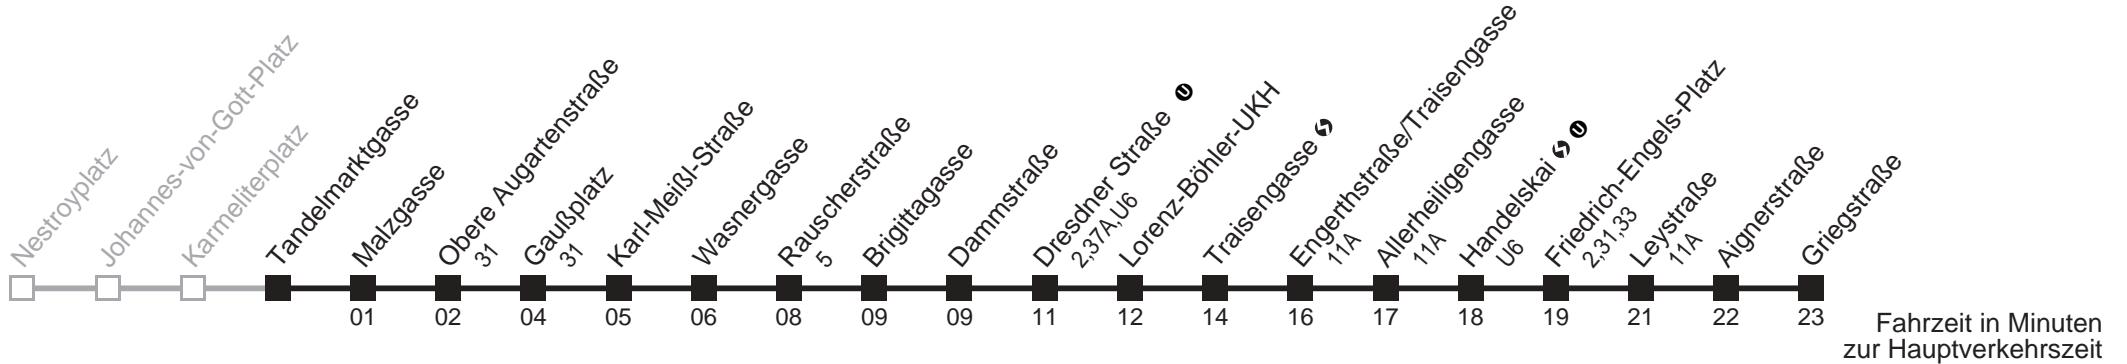 Nestroyplatz
Johannes-von-Gott-Platz
Karmeliterplatz
Tandelmarktgasse
Malzgasse
01
Obere Augartenstraße
31
02
Gaußplatz
31
04
Karl-Meißl-Straße
05
Wasnergasse
06
Rauscherstraße
5
08
Brigittagasse
09
Dammstraße
09
Dresdner Straße U
2,37A,U6
11
Lorenz-Böhler-UKH
12
Traisengasse
14
Engerthstraße/Traisengasse
11A
16
Allerheiligengasse
11A
17
Handelskai U
U6
18
Friedrich-Engels-Platz
2,31,33
19
Leystraße
11A
21
Aignerstraße
22
Griegstraße
23
Fahrzeit in Minuten
zur Hauptverkehrszeit